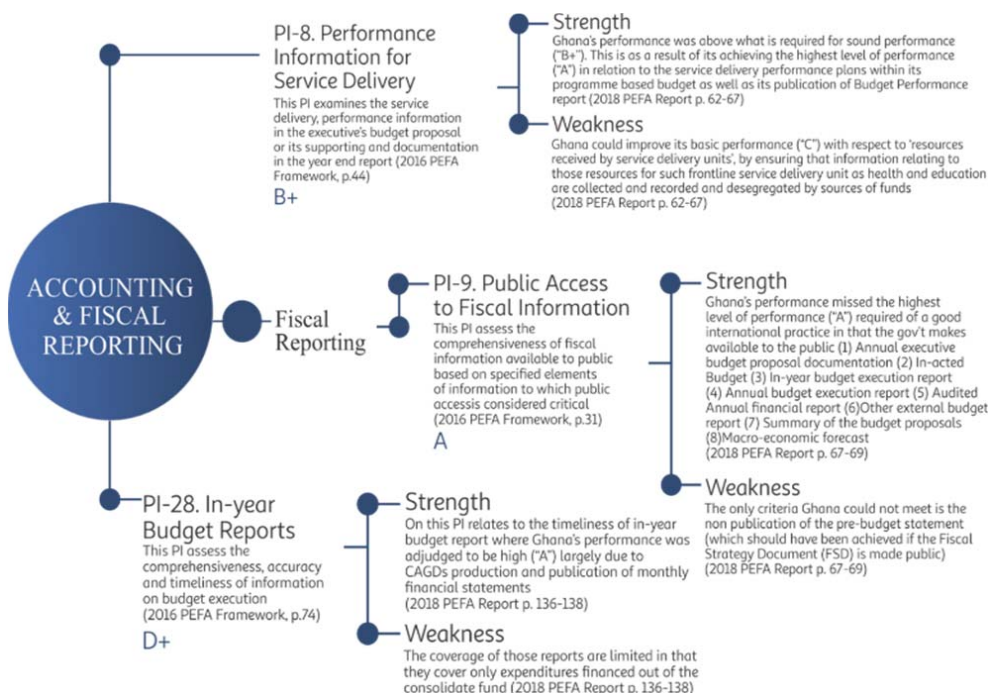 PI-8. Performance
Information for
Service Delivery
This PI examines the service
delivery, performance information
in the executive's budget proposal
or its supporting and documentation
in the year end report (2016 PEFA
Framework, p.44)
B+
Strength
Ghana's performance was above what is required for sound performance
("B+"). This is as a result of its achieving the highest level of performance
("A") in relation to the service delivery performance plans within its
programme based budget as well as its publication of Budget Performance
report (2018 PEFA Report p. 62-67)
Weakness
Ghana could improve its basic performance ("C") with respect to 'resources
received by service delivery units', by ensuring that information relating to
those resources for such frontline service delivery unit as health and education
are collected and recorded and desegregated by sources of funds
(2018 PEFA Report p. 62-67)
ACCOUNTING
& FISCAL
REPORTING
Fiscal
Reporting
PI-9. Public Access
to Fiscal Information
This PI assess the
comprehensiveness of fiscal
information available to public
based on specified elements
of information to which public
accessis considered critical
(2016 PEFA Framework, p.31)
A
Strength
Ghana's performance missed the highest
level of performance ("A") required of a good
international practice in that the gov't makes
available to the public (1) Annual executive
budget proposal documentation (2) In-acted
Budget (3) In-year budget execution report
(4) Annual budget execution report (5) Audited
Annual financial report (6)Other external budget
report (7) Summary of the budget proposals
(8)Macro-economic forecast
(2018 PEFA Report p. 67-69)
Weakness
The only criteria Ghana could not meet is the
non publication of the pre-budget statement
(which should have been achieved if the Fiscal
Strategy Document (FSD) is made public)
(2018 PEFA Report p. 67-69)
PI-28. In-year
Budget Reports
This PI assess the
comprehensiveness, accuracy
and timeliness of information
on budget execution
(2016 PEFA Framework, p.74)
D+
Strength
On this PI relates to the timeliness of in-year
budget report where Ghana's performance was
adjudged to be high ("A") largely due to
CAGDs production and publication of monthly
financial statements
(2018 PEFA Report p. 136-138)
Weakness
The coverage of those reports are limited in that
they cover only expenditures financed out of the
consolidate fund (2018 PEFA Report p. 136-138)